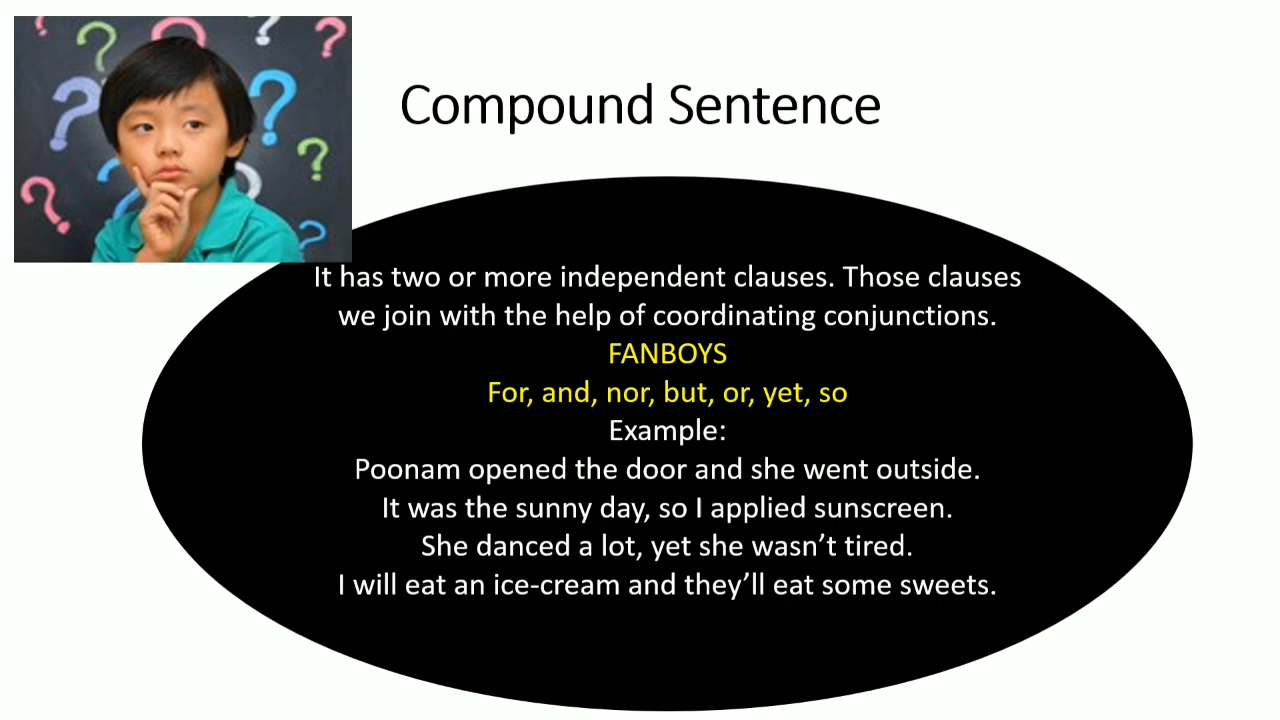 Compound Sentence
It has two or more independent clauses. Those clauses
we join with the help of coordinating conjunctions.
FANBOYS
For, and, nor, but, or, yet, so
Example:
Poonam opened the door and she went outside.
It was the sunny day, so I applied sunscreen.
She danced a lot, yet she wasn’t tired.
I will eat an ice-cream and they’ll eat some sweets.